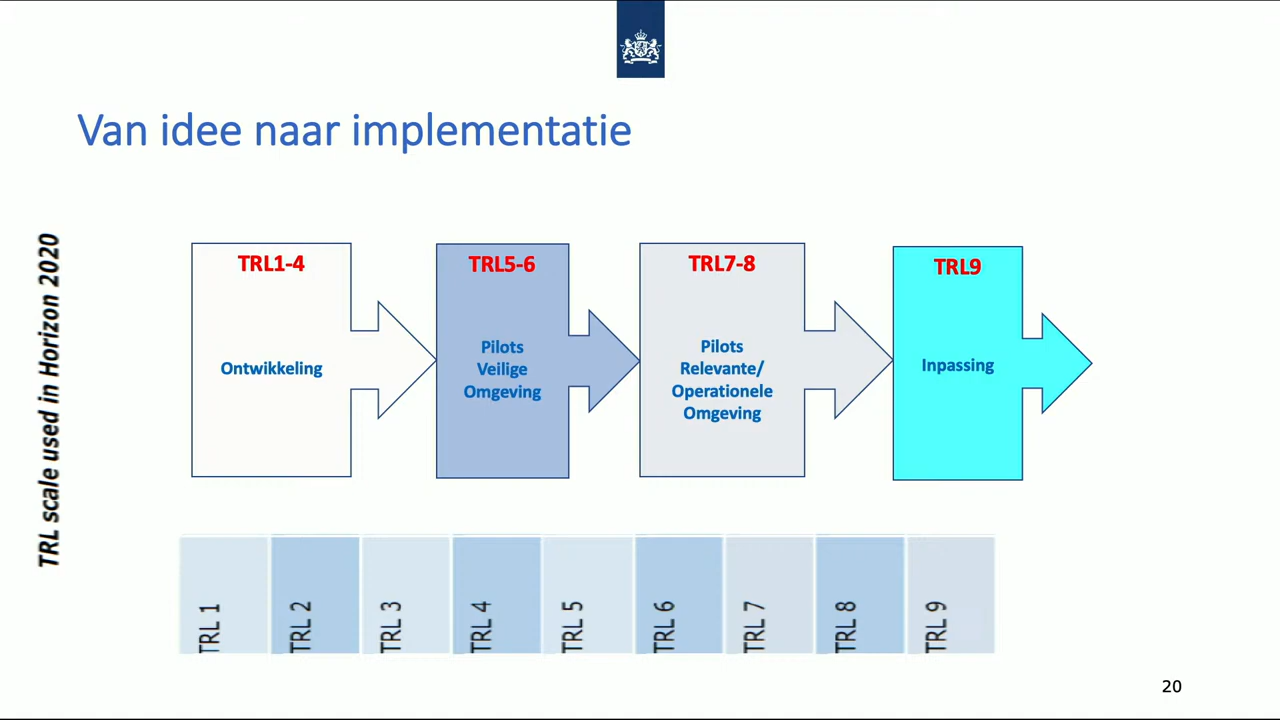 Van idee naar implementatie
TRL scale used in Horizon 2020
TRL1-4
Ontwikkeling
TRL5-6
Pilots
Veilige
Omgeving
TRL7-8
Pilots
Relevante/
Operationele
Omgeving
TRL9
Inpassing
TRL 1
TRL 2
TRL 3
TRL 4
TRL 5
TRL 6
TRL 7
TRL 8
TRL 9
20